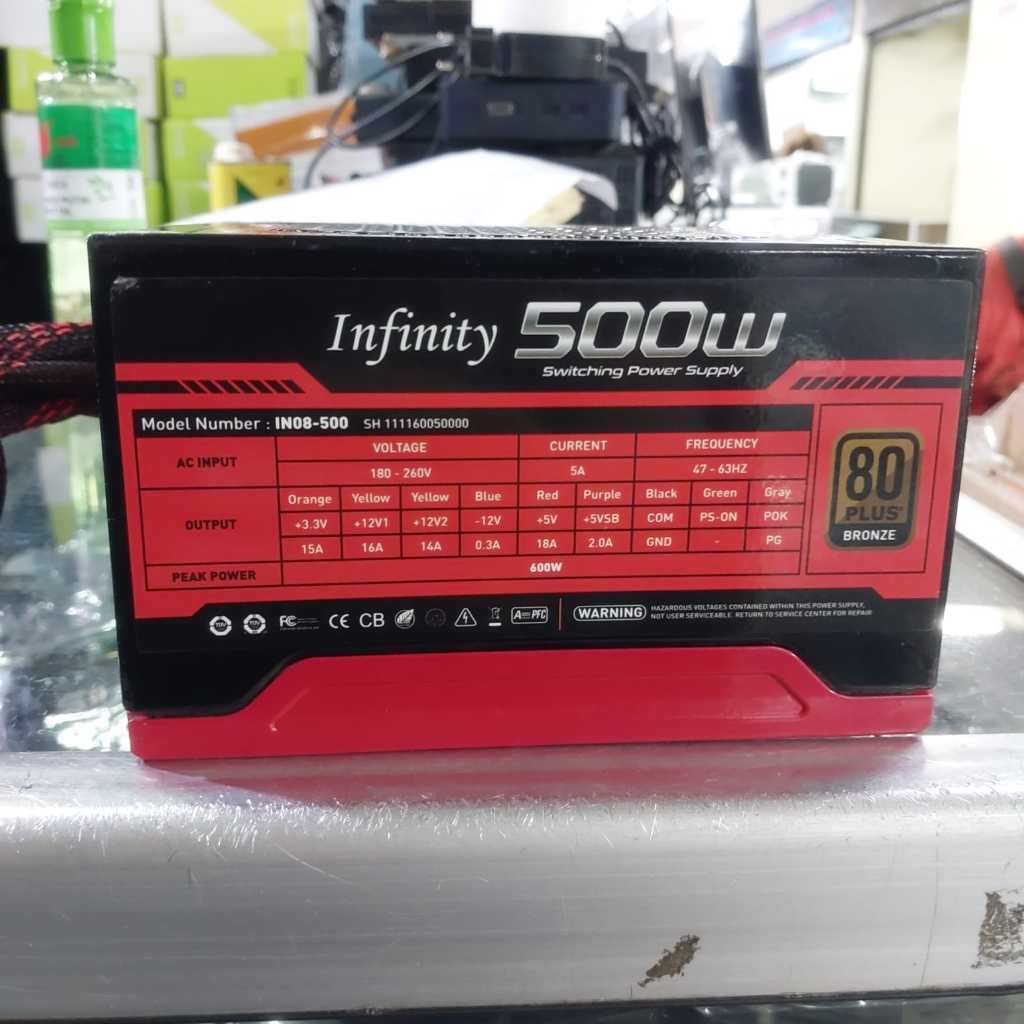 Infinity 500W
Switching Power Supply
Model Number : IN08-500 SH 111160050000
AC INPUT VOLTAGE CURRENT FREQUENCY
180 - 260V 5A 47 - 63HZ
OUTPUT Orange Yellow Yellow Blue Red Purple Black Green Gray
+3.3V +12V1 +12V2 -12V +5V +5VSB COM PS-ON POK
15A 16A 14A 0.3A 18A 2.0A GND - PG
PEAK POWER 600W
80
PLUS
BRONZE
FC CE CB A PFC WARNING
HAZARDOUS VOLTAGES CONTAINED WITHIN THIS POWER SUPPLY,
NOT USER SERVICEABLE. RETURN TO SERVICE CENTER FOR REPAIR